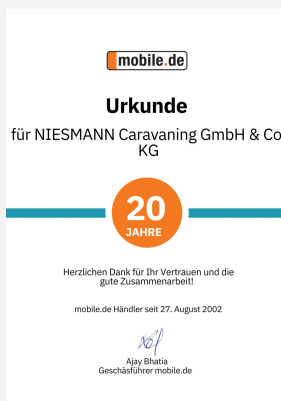 mobile.de
Urkunde
für NIESMANN Caravaning GmbH & Co
KG
20
JAHRE
Herzlichen Dank für Ihr Vertrauen und die
gute Zusammenarbeit!
mobile.de Händler seit 27. August 2002
Ajay Bhatia
Geschäsführer mobile.de